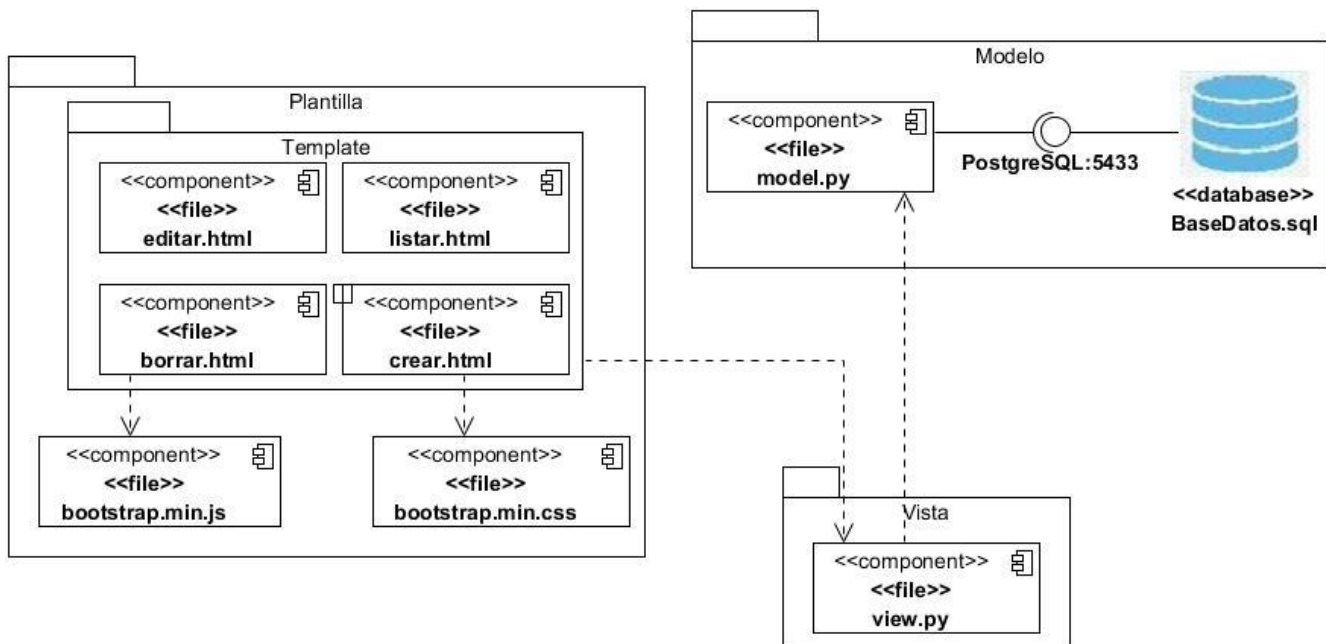 Plantilla
Template
<<component>>
<<file>>
editar.html
<<component>>
<<file>>
listar.html
<<component>>
<<file>>
borrar.html
<<component>>
<<file>>
crear.html
<<component>>
<<file>>
bootstrap.min.js
<<component>>
<<file>>
bootstrap.min.css
Modelo
<<component>>
<<file>>
model.py
PostgreSQL:5433
<<database>>
BaseDatos.sql
Vista
<<component>>
<<file>>
view.py